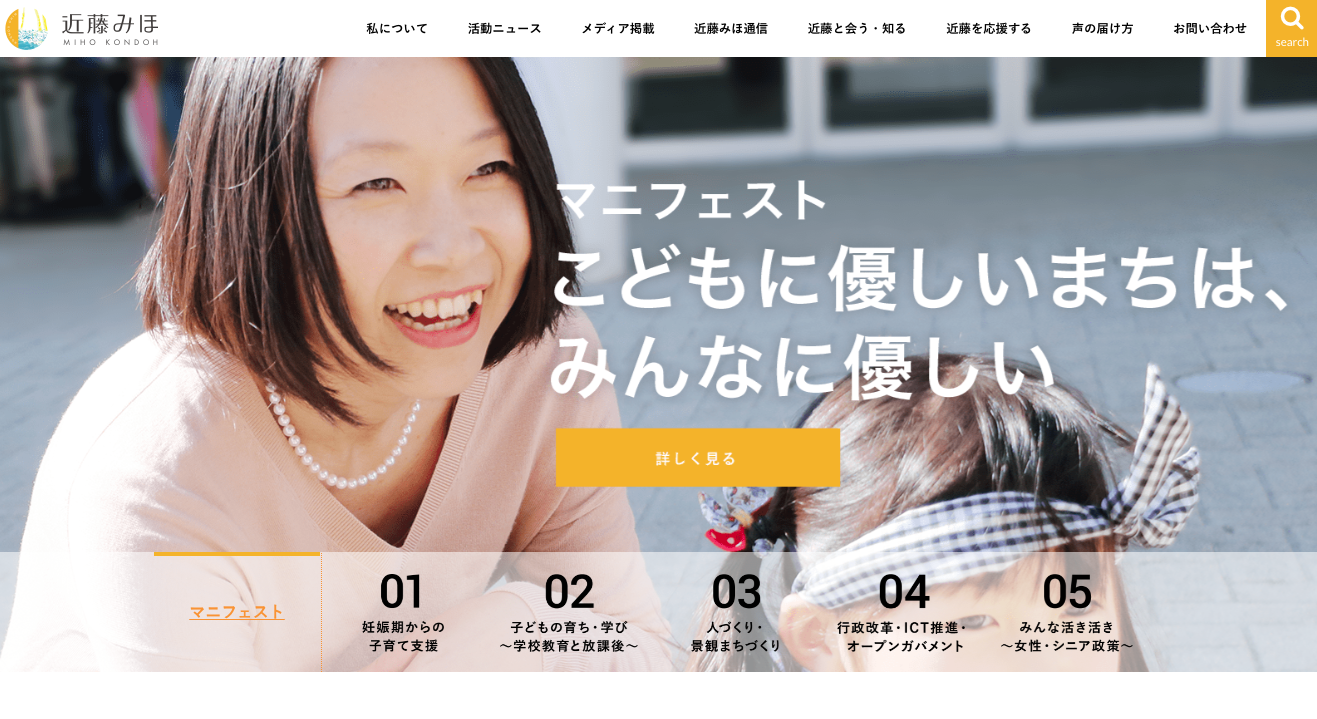 近藤みほ
MIHO KONDOH
私について
活動ニュース
メディア掲載
近藤みほ通信
近藤と会う・知る
近藤を応援する
声の届け方
お問い合わせ
search
マニフェスト
こどもに優しいまちは、
みんなに優しい
詳しく見る
マニフェスト
01
妊娠期からの
子育て支援
02
子どもの育ち・学び
〜学校教育と放課後〜
03
人づくり・
景観まちづくり
04
行政改革・ICT推進・
オープンガバメント
05
みんな活き活き
〜女性・シニア政策〜